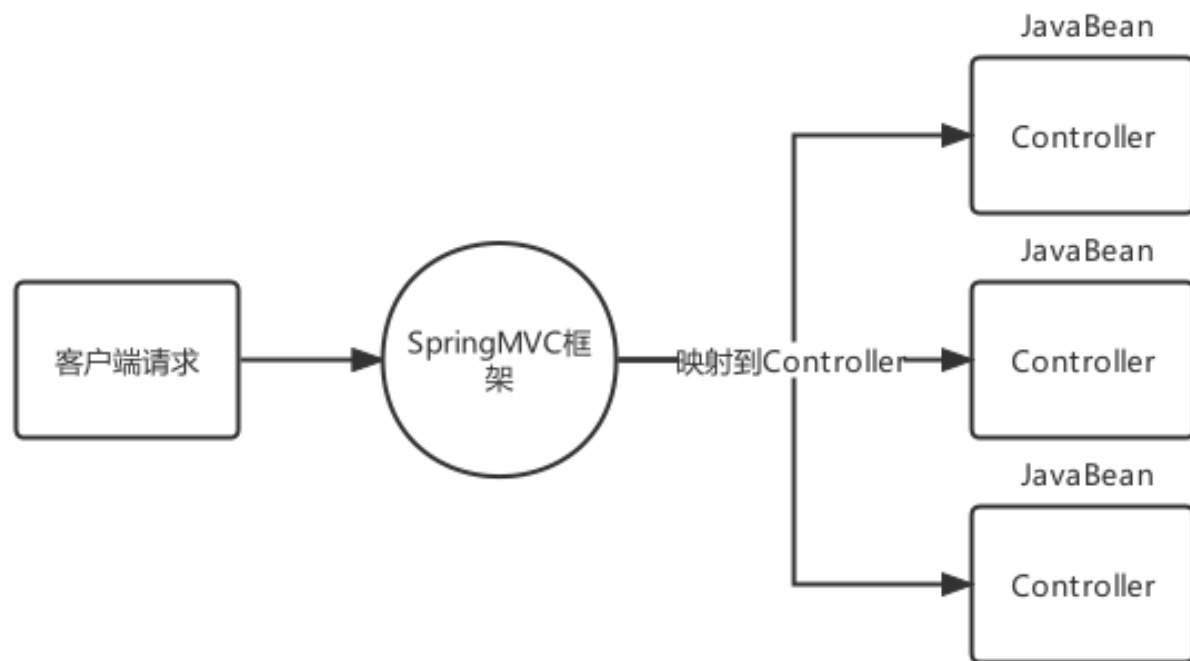 JavaBean
Controller
JavaBean
客户端请求
SpringMVC框
架
映射到Controller
Controller
JavaBean
Controller